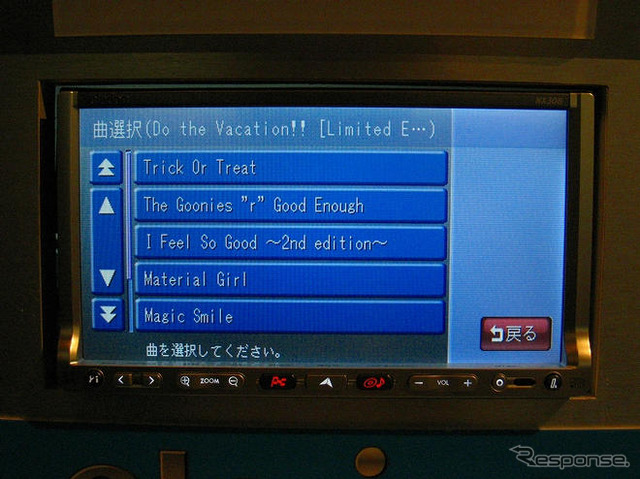 曲選択(Do the Vacation!! [Limited E…)
Trick Or Treat
The Goonies "r" Good Enough
I Feel So Good ～2nd edition～
Material Girl
Magic Smile
曲を選択してください。
戻る
ZOOM
VOL
Response.